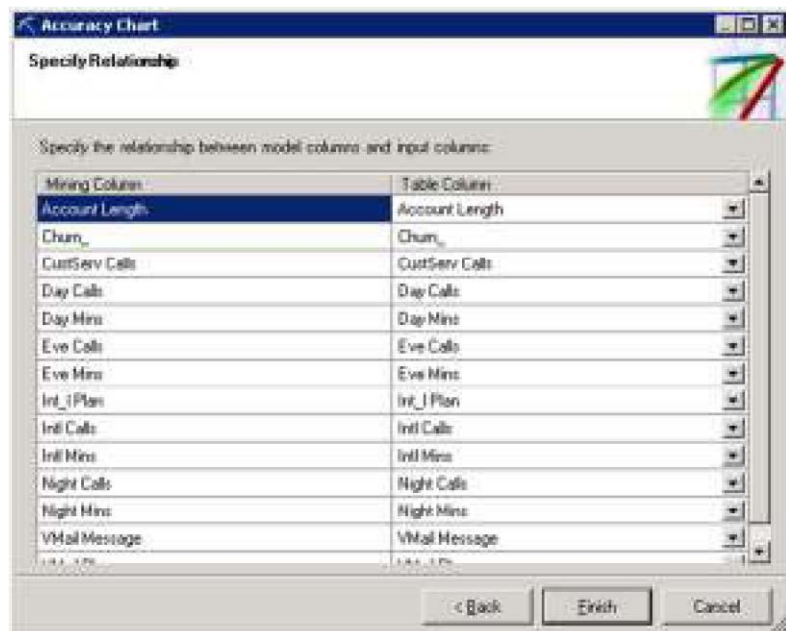 Accuracy Chart
Specify Relationship
Specify the relationship between model columns and input columns:
Mining Column Table Column
Account Length Account Length
Churn_ Churn_
CustServ Calls CustServ Calls
Day Calls Day Calls
Day Mins Day Mins
Eve Calls Eve Calls
Eve Mins Eve Mins
Int_l Plan Int_l Plan
Intl Calls Intl Calls
Intl Mins Intl Mins
Night Calls Night Calls
Night Mins Night Mins
VMail Message VMail Message
< Back Finish Cancel